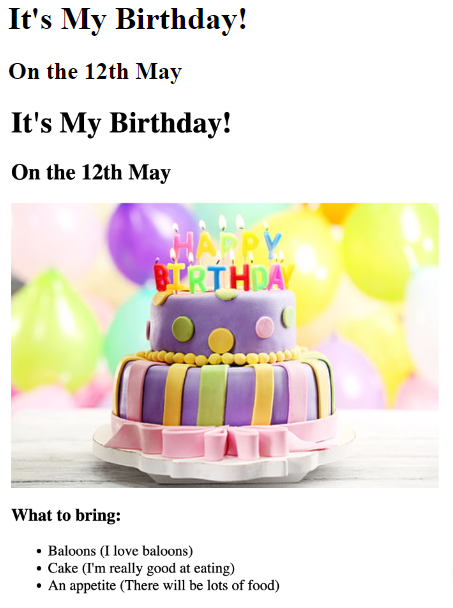 It's My Birthday!
On the 12th May
It's My Birthday!
On the 12th May
HAPPY
BIRTHDAY
What to bring:
• Baloons (I love baloons)
• Cake (I'm really good at eating)
• An appetite (There will be lots of food)